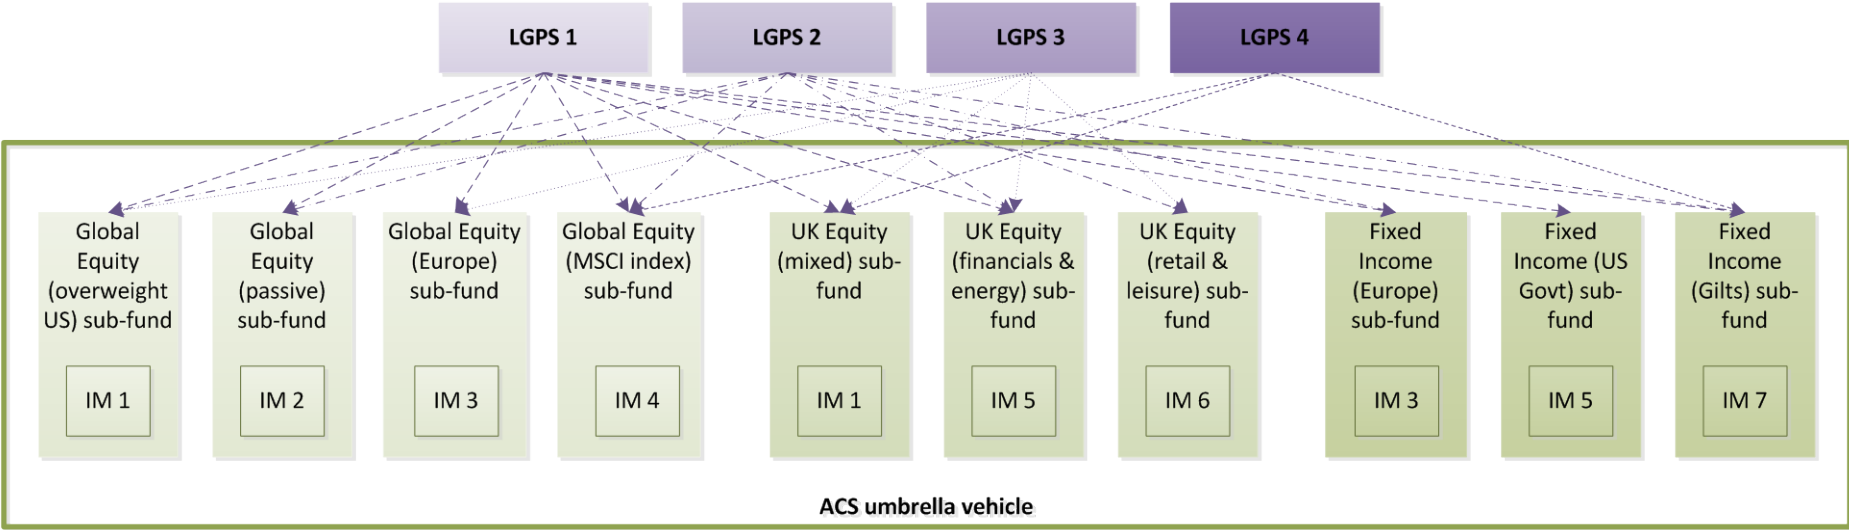 LGPS 1
LGPS 2
LGPS 3
LGPS 4
Global
Equity
(overweight
US) sub-fund
IM 1
Global
Equity
(passive)
sub-fund
IM 2
Global Equity
(Europe)
sub-fund
IM 3
Global Equity
(MSCI index)
sub-fund
IM 4
UK Equity
(mixed) sub-
fund
IM 1
UK Equity
(financials &
energy) sub-
fund
IM 5
UK Equity
(retail &
leisure) sub-
fund
IM 6
Fixed
Income
(Europe)
sub-fund
IM 3
Fixed
Income (US
Govt) sub-
fund
IM 5
Fixed
Income
(Gilts) sub-
fund
IM 7
ACS umbrella vehicle